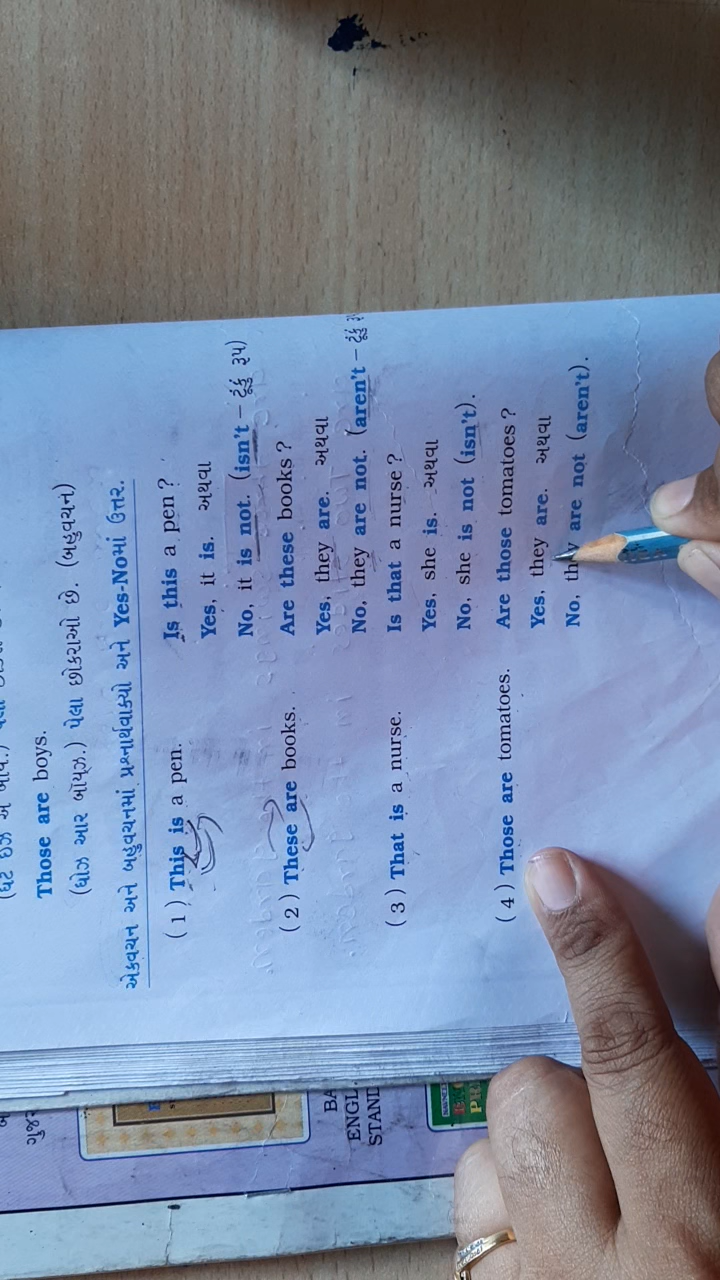 Those are boys.
(ધોઝ આર બૉય્ઝ.) પેલા છોકરાઓ છે. (બહુવચન)
એકવચન અને બહુવચનમાં પ્રશ્નાર્થવાક્યો અને Yes-Noમાં ઉત્તર.
(1) This is a pen. Is this a pen?
Yes, it is. અથવા
No, it is not. (isn't – ટૂંકું રૂપ)
(2) These are books. Are these books?
Yes, they are. અથવા
No, they are not. (aren't – ટૂંકું
(3) That is a nurse. Is that a nurse?
Yes, she is. અથવા
No, she is not (isn't).
(4) Those are tomatoes. Are those tomatoes?
Yes, they are. અથવા
No, they are not (aren't).
BA
ENGL
STAND